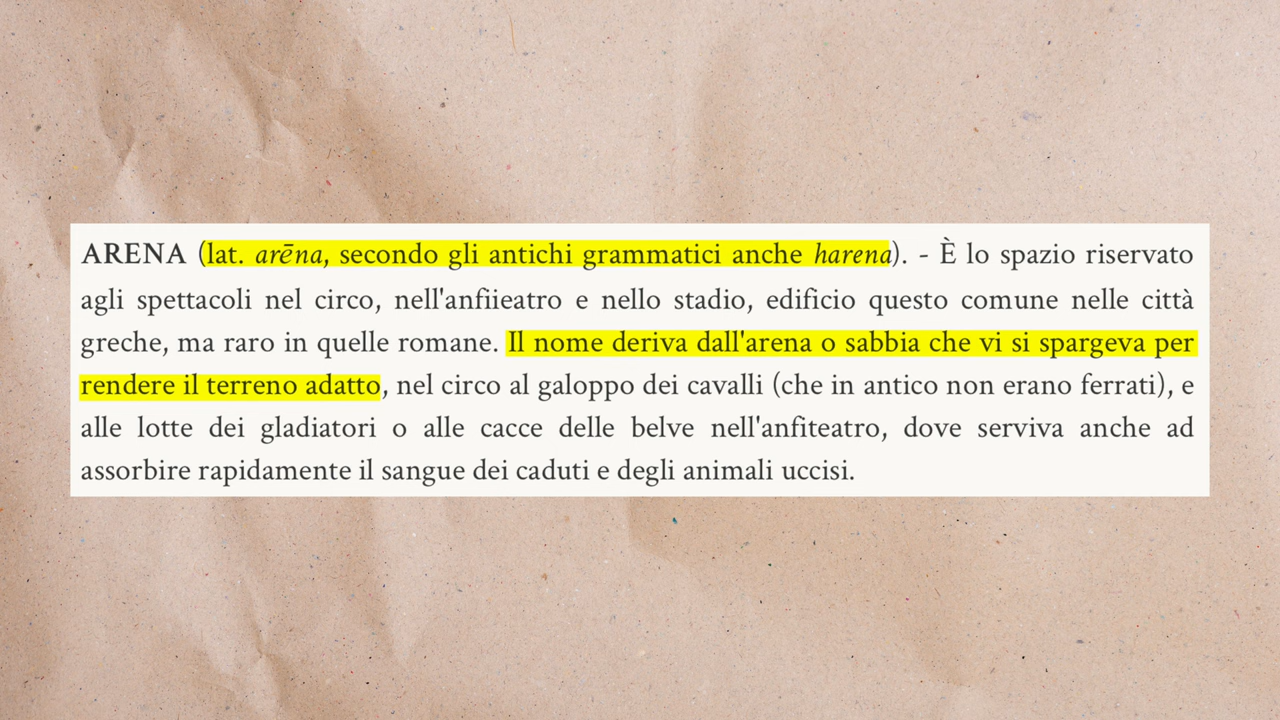 ARENA (lat. arēna, secondo gli antichi grammatici anche harena). - È lo spazio riservato
agli spettacoli nel circo, nell'anfiieatro e nello stadio, edificio questo comune nelle città
greche, ma raro in quelle romane. Il nome deriva dall'arena o sabbia che vi si spargeva per
rendere il terreno adatto, nel circo al galoppo dei cavalli (che in antico non erano ferrati), e
alle lotte dei gladiatori o alle cacce delle belve nell'anfiteatro, dove serviva anche ad
assorbire rapidamente il sangue dei caduti e degli animali uccisi.